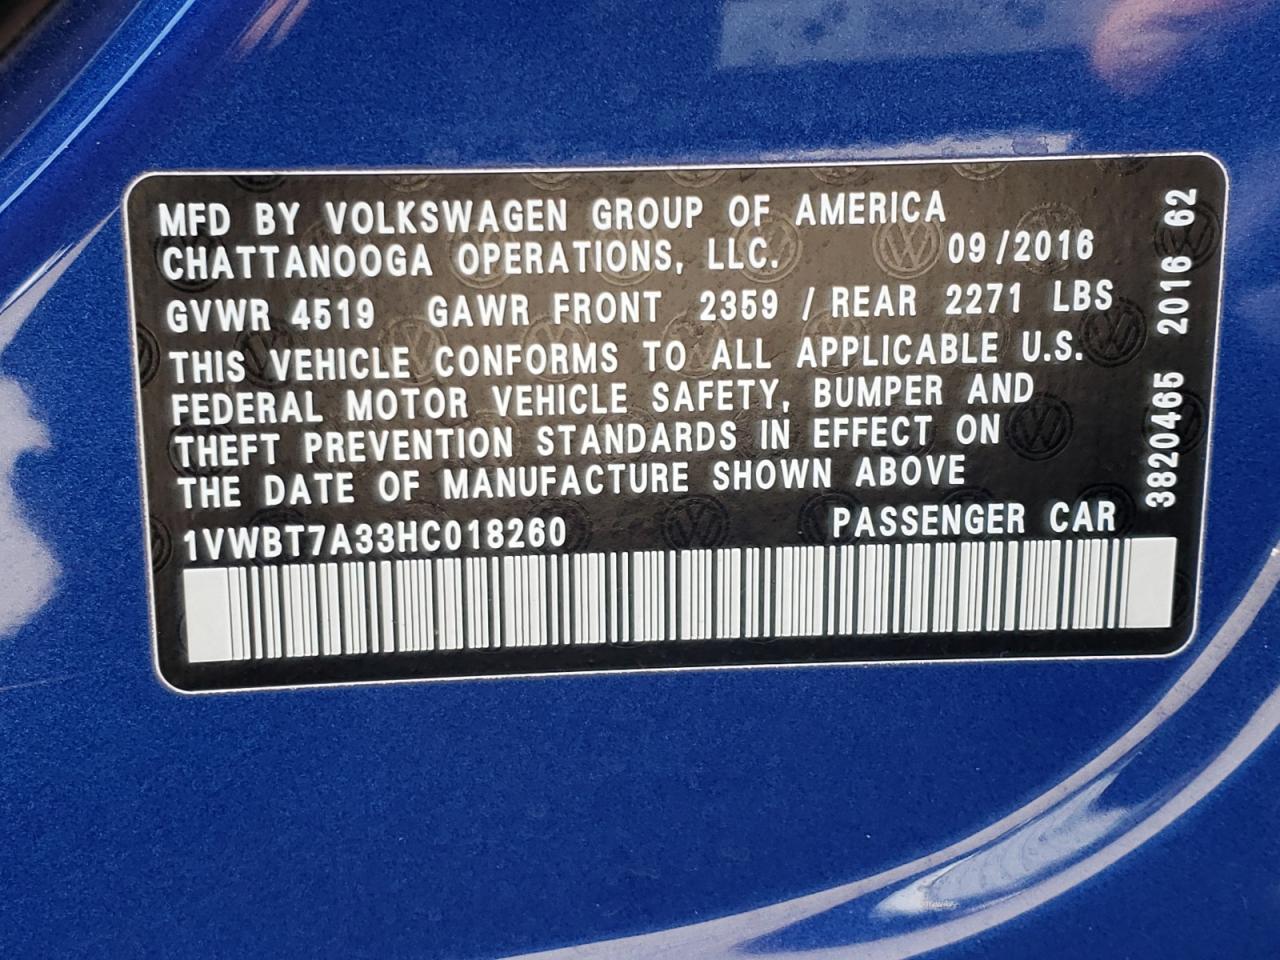 MFD BY VOLKSWAGEN GROUP OF AMERICA
CHATTANOOGA OPERATIONS, LLC. 09/2016
GVWR 4519 GAWR FRONT 2359 / REAR 2271 LBS
THIS VEHICLE CONFORMS TO ALL APPLICABLE U.S.
FEDERAL MOTOR VEHICLE SAFETY, BUMPER AND
THEFT PREVENTION STANDARDS IN EFFECT ON
THE DATE OF MANUFACTURE SHOWN ABOVE
1VWBT7A33HC018260 PASSENGER CAR
3820465 2016 62